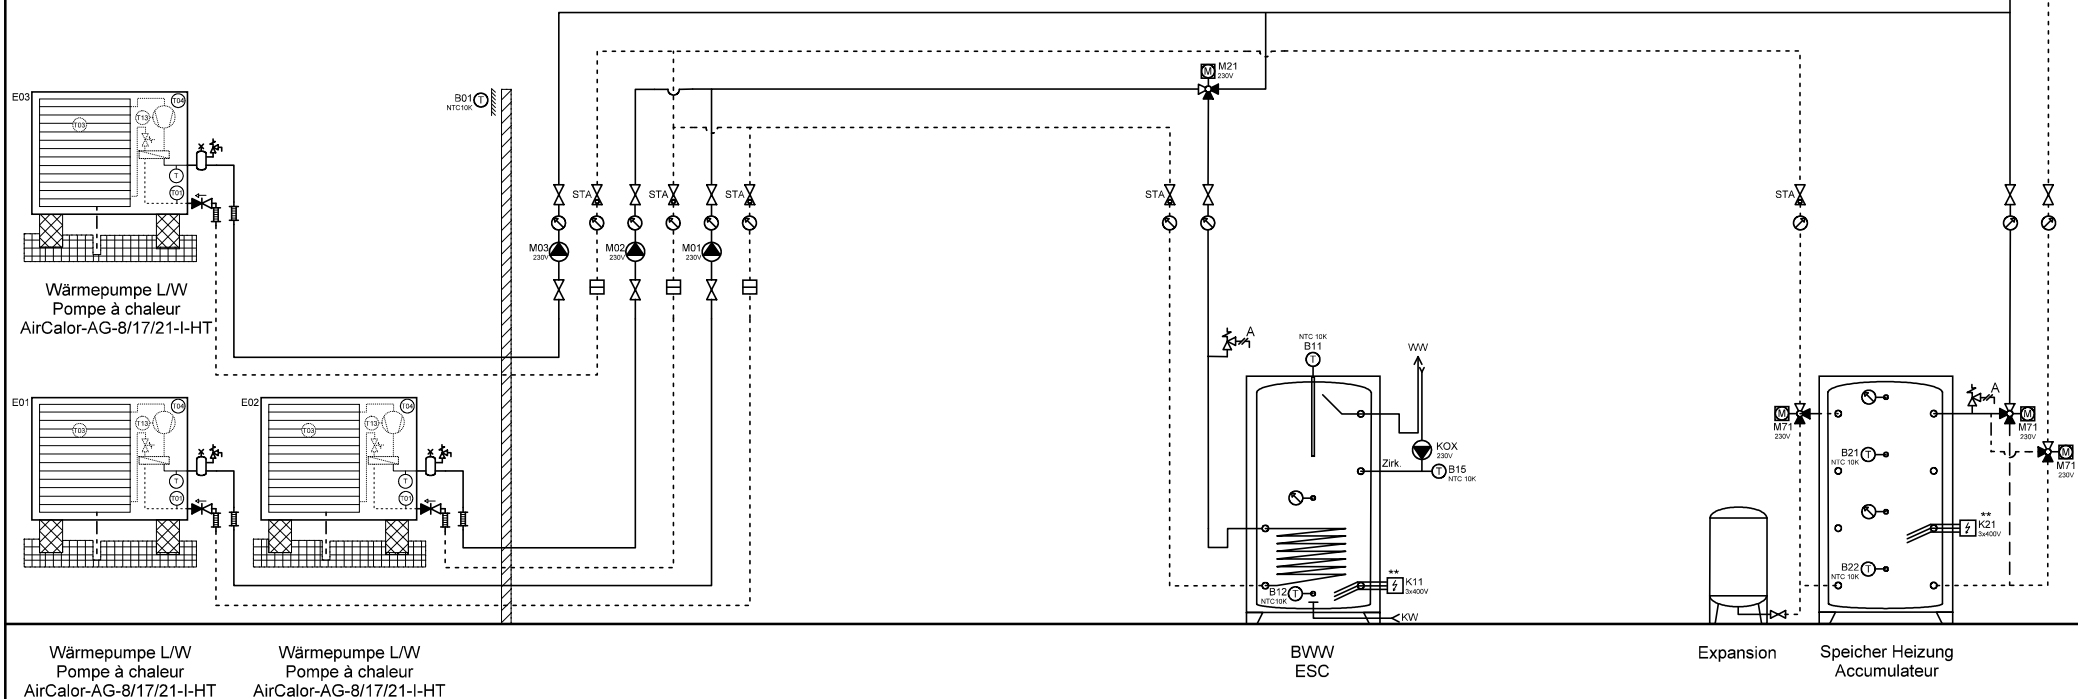 M21
230V
E03
T04
T03
T13
T
T01
B01
T
NTC10K
STA
STA
STA
STA
STA
M03
230V
M02
230V
M01
230V
Wärmepumpe L/W
Pompe à chaleur
AirCalor-AG-8/17/21-I-HT
A
NTC 10K
B11
T
WW
E01
T04
T03
T13
T
T01
E02
T04
T03
T13
T
T01
KOX
230V
Zirk.
T
B15
NTC 10K
M
M71
230V
A
M
M71
230V
M
M71
230V
B21
T
NTC 10K
**
K21
3x400V
B22
T
NTC 10K
**
K11
3x400V
B12
T
NTC10K
KW
Wärmepumpe L/W
Pompe à chaleur
AirCalor-AG-8/17/21-I-HT
Wärmepumpe L/W
Pompe à chaleur
AirCalor-AG-8/17/21-I-HT
BWW
ESC
Expansion
Speicher Heizung
Accumulateur